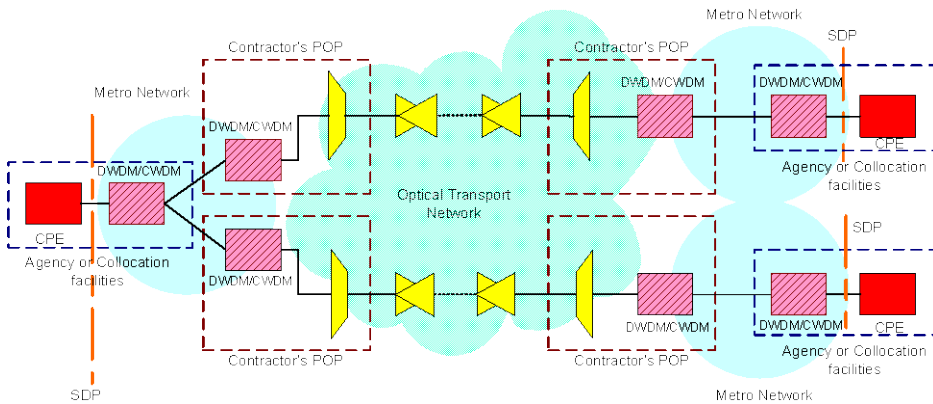 Metro Network
SDP
Contractor's POP
Contractor's POP
DWDM/CWDM
DWDM/CWDM
Metro Network
DWDM/CWDM
CPE
DWDM/CWDM
Agency or Collocation
facilities
Optical Transport
Network
CPE
SDP
Agency or Collocation
facilities
DWDM/CWDM
DWDM/CWDM
DWDM/CWDM
CPE
Contractor's POP
Contractor's POP
Agency or Collocation
facilities
SDP
Metro Network